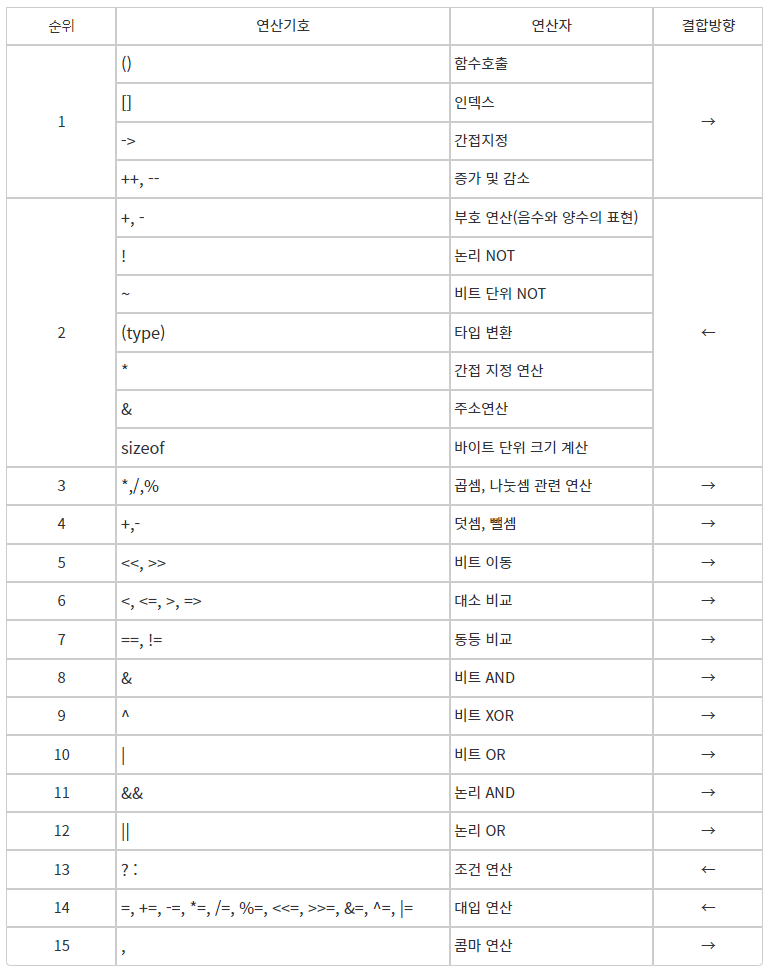 순위 연산기호 연산자 결합방향
1 () 함수호출 →
[] 인덱스
-> 간접지정
++, -- 증가 및 감소
2 +, - 부호 연산(음수와 양수의 표현) ←
! 논리 NOT
~ 비트 단위 NOT
(type) 타입 변환
* 간접 지정 연산
& 주소연산
sizeof 바이트 단위 크기 계산
3 *,/,% 곱셈, 나눗셈 관련 연산 →
4 +,- 덧셈, 뺄셈 →
5 <<, >> 비트 이동 →
6 <, <=, >, => 대소 비교 →
7 ==, != 동등 비교 →
8 & 비트 AND →
9 ^ 비트 XOR →
10 | 비트 OR →
11 && 논리 AND →
12 || 논리 OR →
13 ? : 조건 연산 ←
14 =, +=, -=, *=, /=, %=, <<=, >>=, &=, ^=, |= 대입 연산 ←
15 , 콤마 연산 →